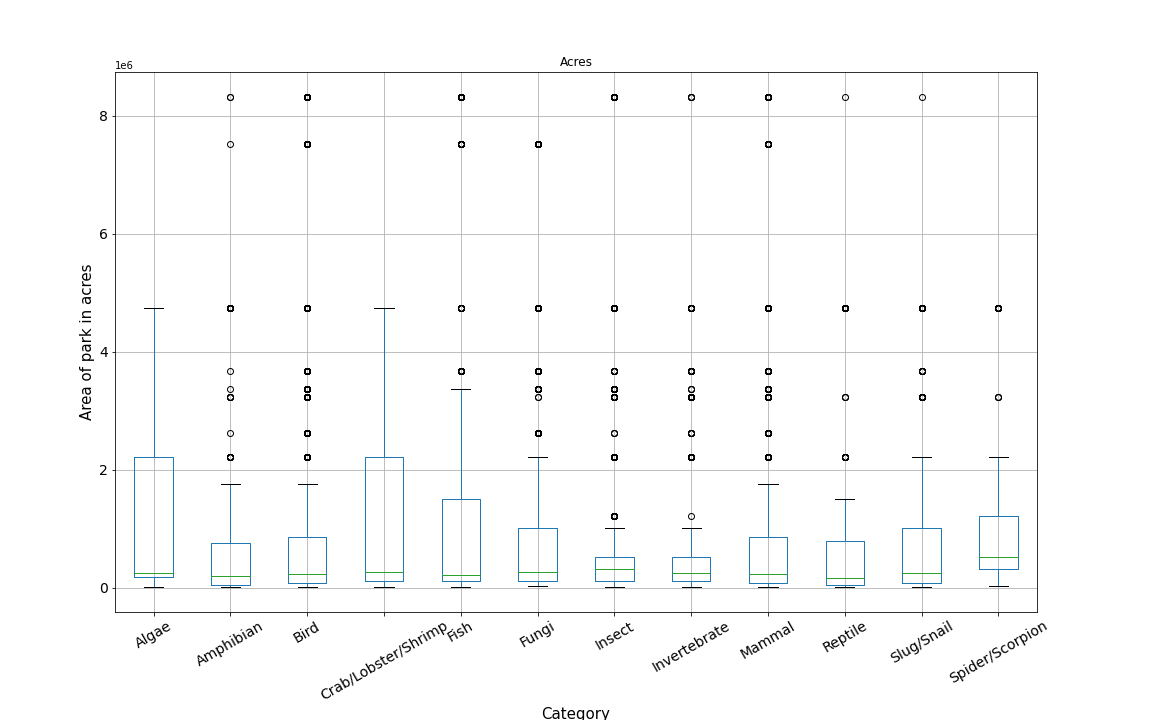 Acres
1e6
8
6
4
2
0
Area of park in acres
Algae
Amphibian
Bird
Crab/Lobster/Shrimp
Fish
Fungi
Insect
Invertebrate
Mammal
Reptile
Slug/Snail
Spider/Scorpion
Category